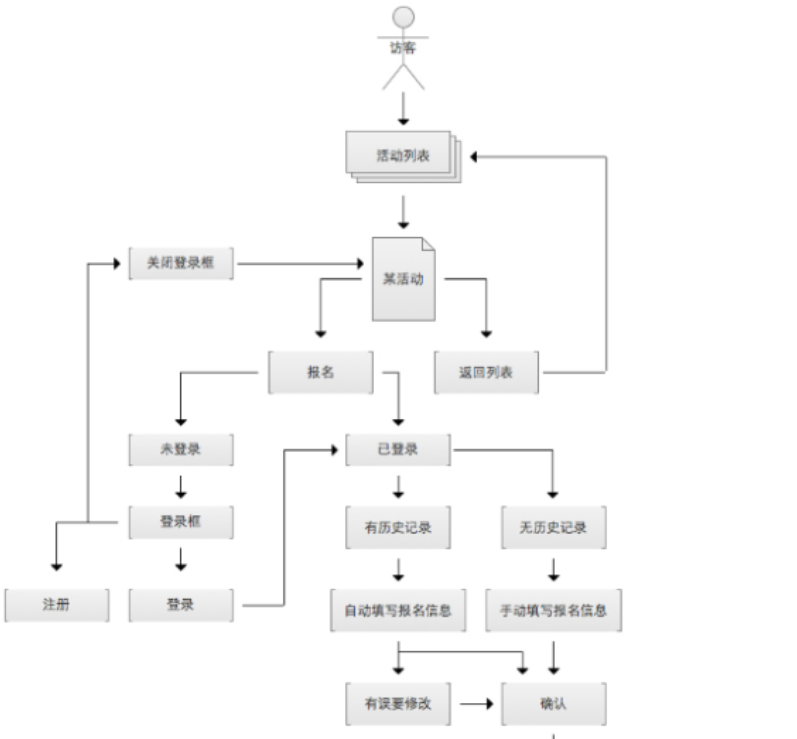 访客
活动列表
关闭登录框
某活动
报名
返回列表
未登录
已登录
登录框
有历史记录
无历史记录
注册
登录
自动填写报名信息
手动填写报名信息
有误要修改
确认